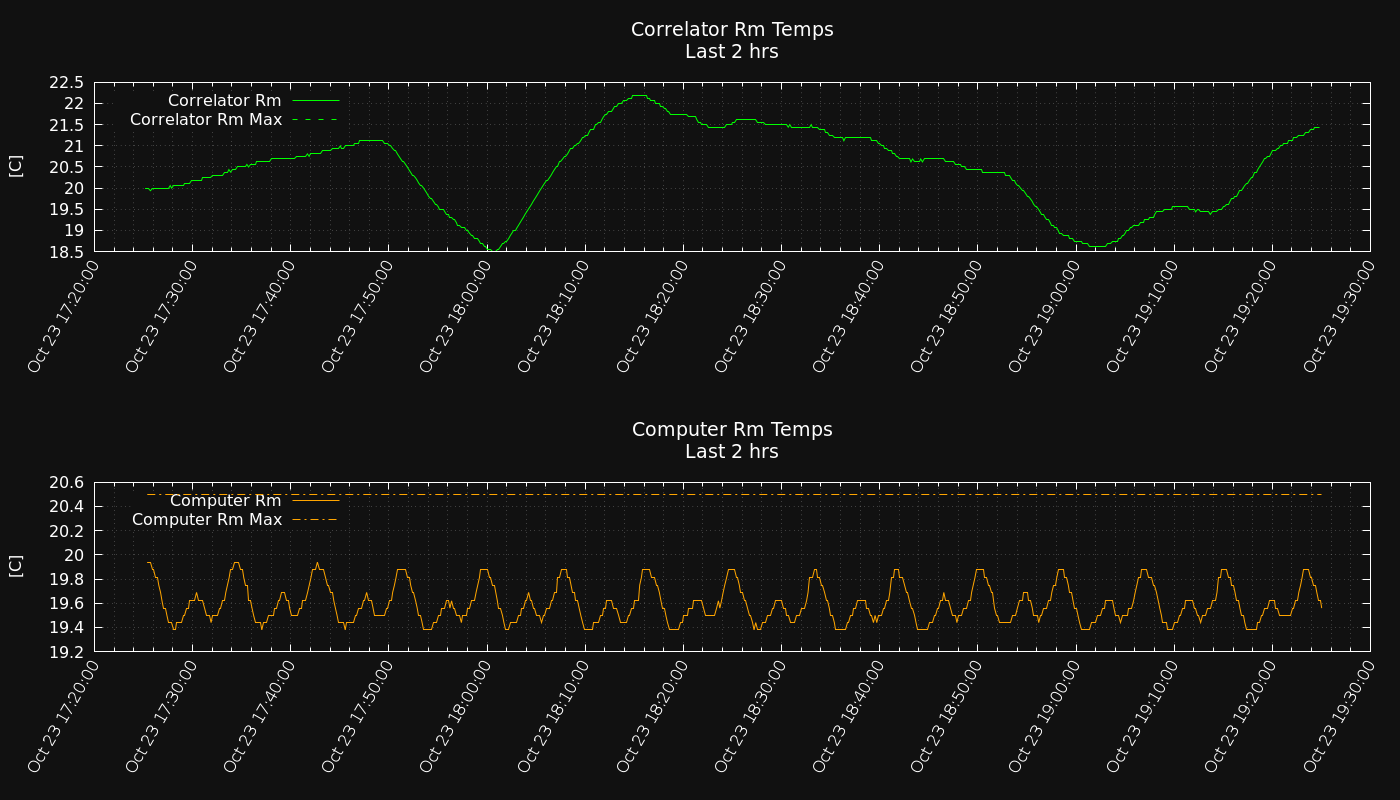 Correlator Rm Temps
Last 2 hrs
22.5
22
21.5
21
20.5
20
19.5
19
18.5
[C]
Correlator Rm
Correlator Rm Max
Oct 23 17:20:00
Oct 23 17:30:00
Oct 23 17:40:00
Oct 23 17:50:00
Oct 23 18:00:00
Oct 23 18:10:00
Oct 23 18:20:00
Oct 23 18:30:00
Oct 23 18:40:00
Oct 23 18:50:00
Oct 23 19:00:00
Oct 23 19:10:00
Oct 23 19:20:00
Oct 23 19:30:00
Computer Rm Temps
Last 2 hrs
20.6
20.4
20.2
20
19.8
19.6
19.4
19.2
[C]
Computer Rm
Computer Rm Max
Oct 23 17:20:00
Oct 23 17:30:00
Oct 23 17:40:00
Oct 23 17:50:00
Oct 23 18:00:00
Oct 23 18:10:00
Oct 23 18:20:00
Oct 23 18:30:00
Oct 23 18:40:00
Oct 23 18:50:00
Oct 23 19:00:00
Oct 23 19:10:00
Oct 23 19:20:00
Oct 23 19:30:00